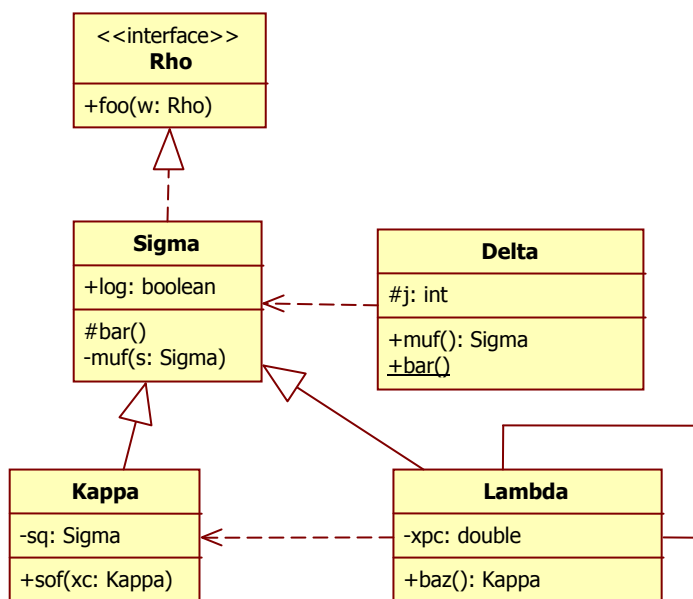 <<interface>>
Rho
+foo(w: Rho)
Sigma
+log: boolean
#bar()
-muf(s: Sigma)
Delta
#j: int
+muf(): Sigma
+bar()
Kappa
-sq: Sigma
+sof(xc: Kappa)
Lambda
-xpc: double
+baz(): Kappa